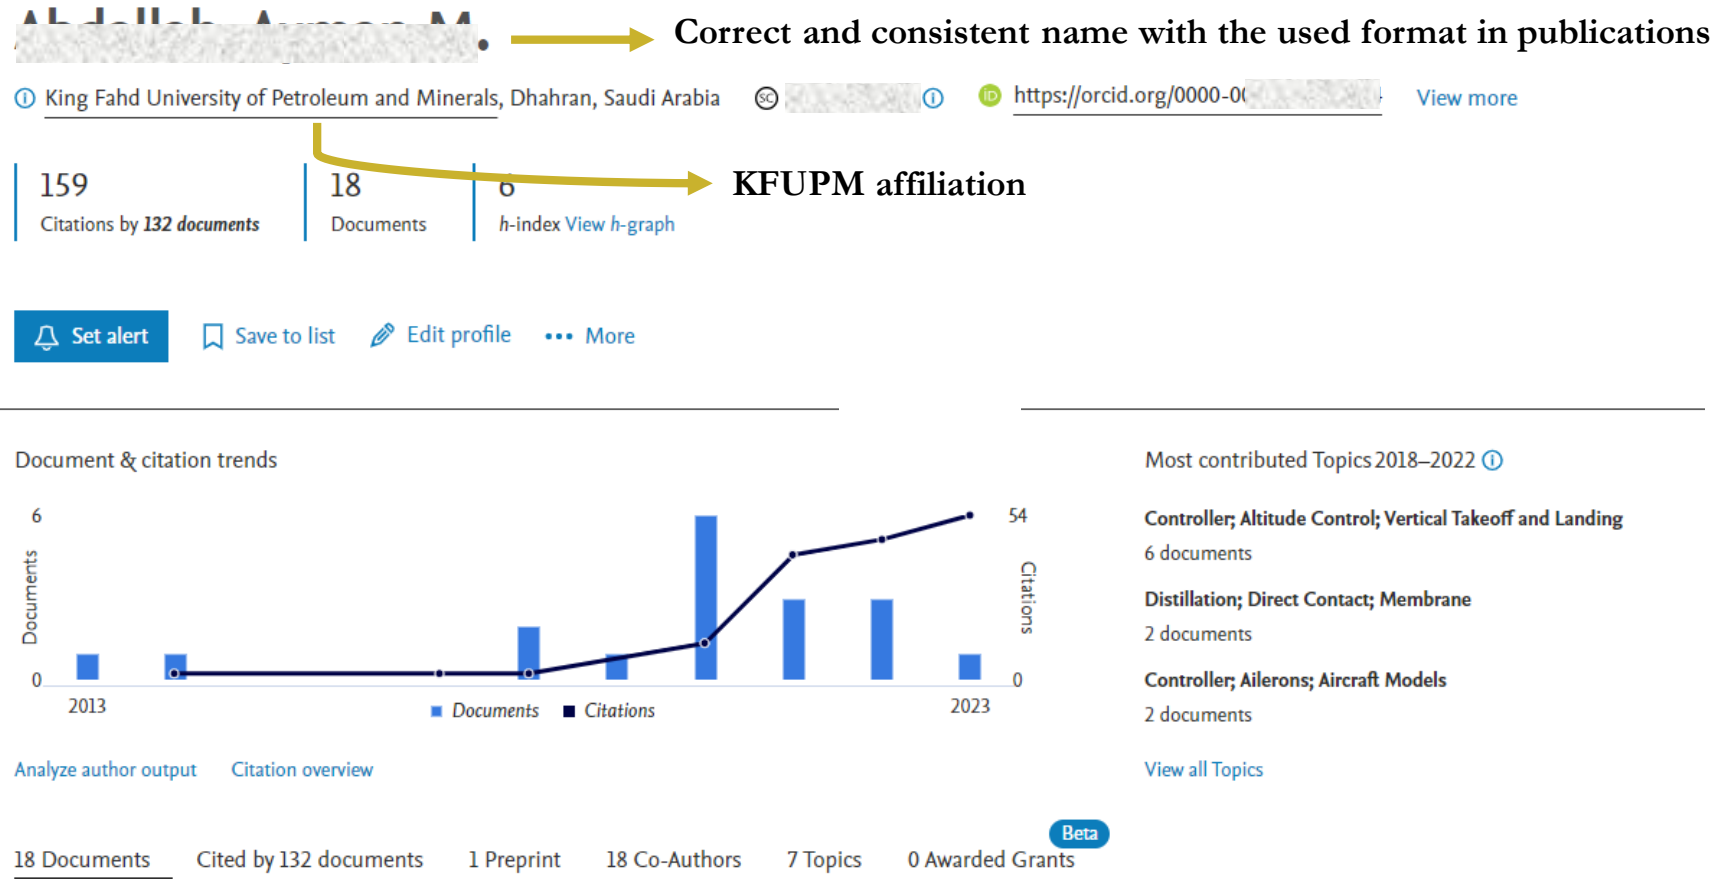 Correct and consistent name with the used format in publications
King Fahd University of Petroleum and Minerals, Dhahran, Saudi Arabia SC https://orcid.org/0000-00 View more
KFUPM affiliation
159 18 6
Citations by 132 documents Documents h-index View h-graph
Set alert Save to list Edit profile ••• More
Document & citation trends
6 54
Documents
Citations
0 0
2013 2023
Documents Citations
Analyze author output Citation overview
Most contributed Topics 2018–2022
Controller; Altitude Control; Vertical Takeoff and Landing
6 documents
Distillation; Direct Contact; Membrane
2 documents
Controller; Ailerons; Aircraft Models
2 documents
View all Topics
Beta
18 Documents Cited by 132 documents 1 Preprint 18 Co-Authors 7 Topics 0 Awarded Grants